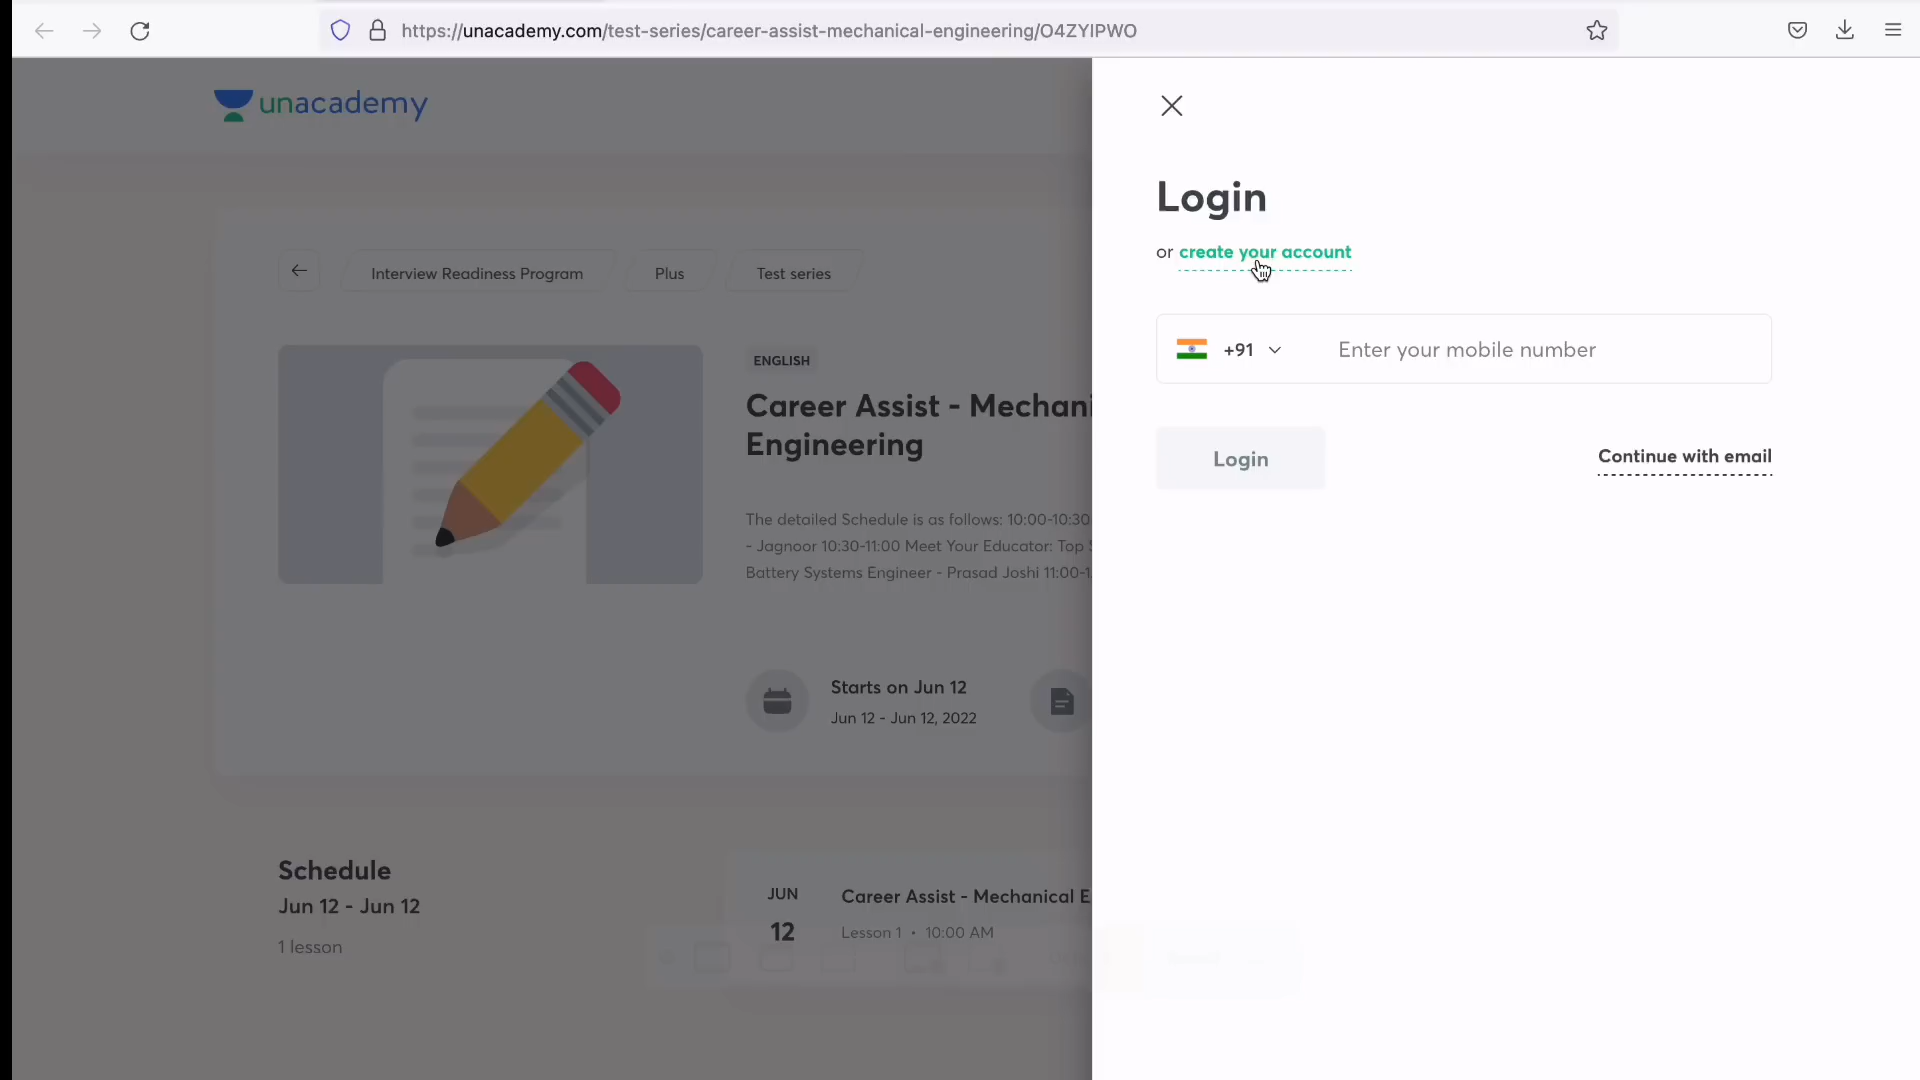 https://unacademy.com/test-series/career-assist-mechanical-engineering/O4ZYIPWO
unacademy
Interview Readiness Program
Plus
Test series
ENGLISH
Career Assist - Mechani
Engineering
The detailed Schedule is as follows: 10:00-10:30
- Jagnoor 10:30-11:00 Meet Your Educator: Top S
Battery Systems Engineer - Prasad Joshi 11:00-1
Starts on Jun 12
Jun 12 - Jun 12, 2022
Schedule
Jun 12 - Jun 12
1 lesson
JUN
12
Career Assist - Mechanical E
Lesson 1 • 10:00 AM
Login
or create your account
+91
Enter your mobile number
Login
Continue with email